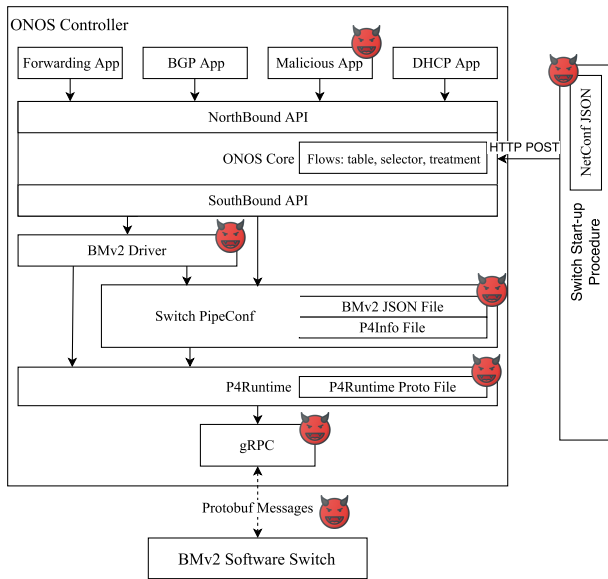 ONOS Controller
Forwarding App
BGP App
Malicious App
DHCP App
NorthBound API
ONOS Core
Flows: table, selector, treatment
HTTP POST
NetConf JSON
Switch Start-up
Procedure
SouthBound API
BMv2 Driver
Switch PipeConf
BMv2 JSON File
P4Info File
P4Runtime
P4Runtime Proto File
gRPC
Protobuf Messages
BMv2 Software Switch